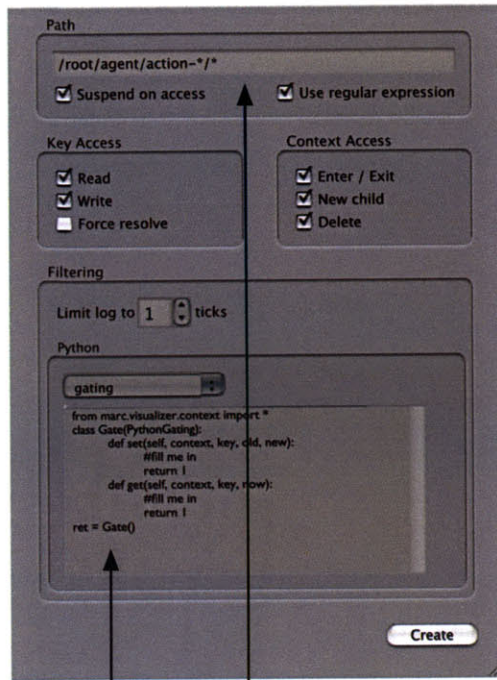 Path
/root/agent/action-*/*
Suspend on access
Use regular expression
Key Access
Read
Write
Force resolve
Context Access
Enter / Exit
New child
Delete
Filtering
Limit log to 1 ticks
Python
gating
from marc.visualizer.context import *
class Gate(PythonGating):
def set(self, context, key, old, new):
#fill me in
return 1
def get(self, context, key, now):
#fill me in
return 1
ret = Gate()
Create